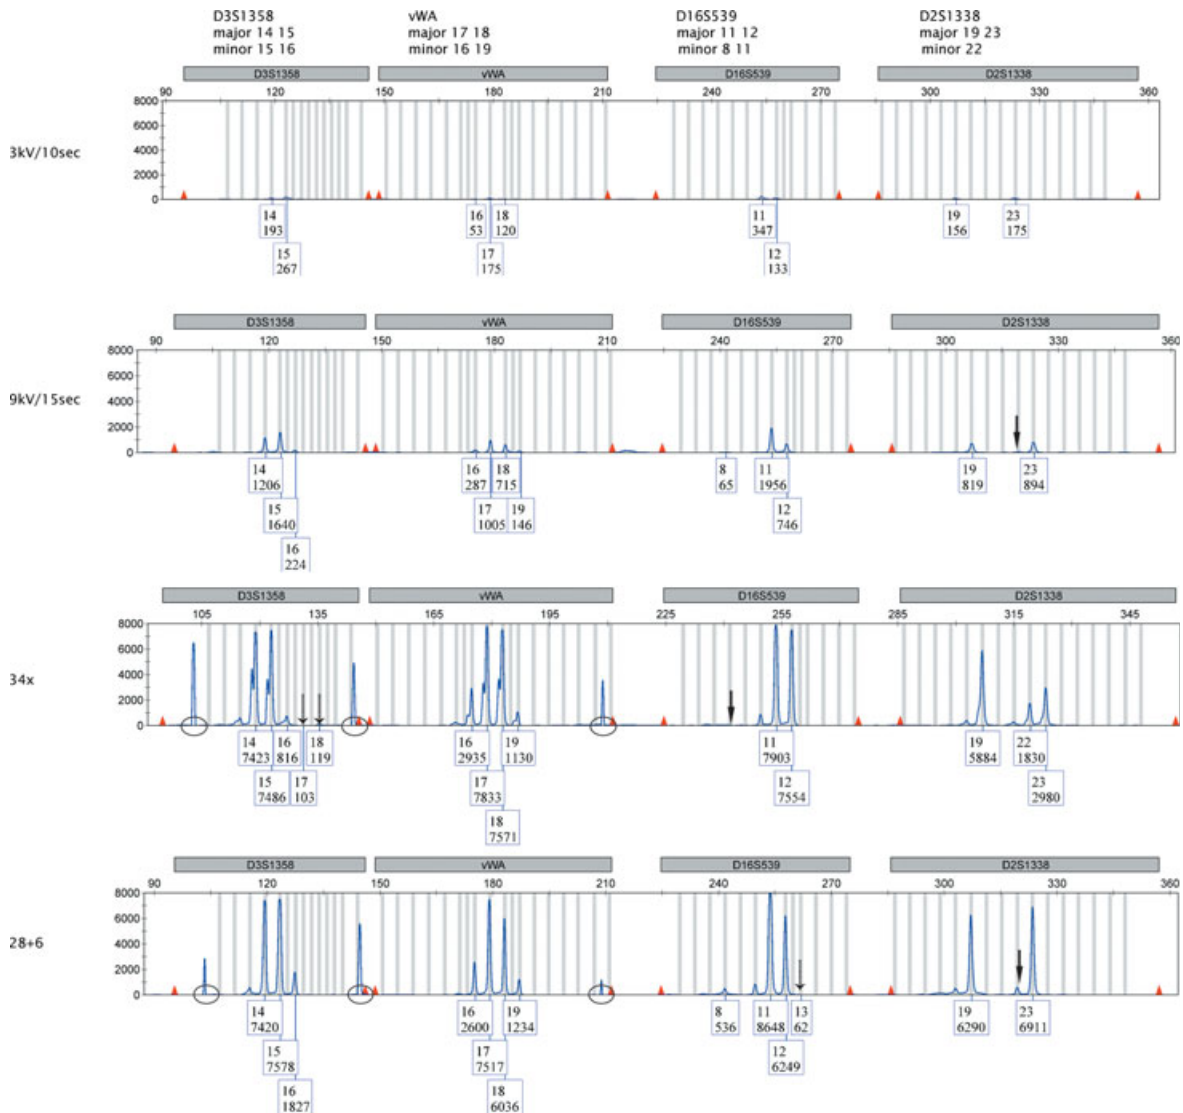 D3S1358 vWA D16S539 D2S1338
major 14 15 major 17 18 major 11 12 major 19 23
minor 15 16 minor 16 19 minor 8 11 minor 22
D3S1358 vWA D16S539 D2S1338
90 120 150 180 210 240 270 300 330 360
8000
6000
4000
2000
0
3kV/10sec
14 16 18 11 19 23
193 53 120 347 156 175
15 17 12
267 175 133
D3S1358 vWA D16S539 D2S1338
90 120 150 180 210 240 270 300 330 360
8000
6000
4000
2000
0
9kV/15sec
14 16 18 8 11 19 23
1206 287 715 65 1956 819 894
15 17 19 12
1640 1005 146 746
16
224
D3S1358 vWA D16S539 D2S1338
105 135 165 195 225 255 285 315 345
8000
6000
4000
2000
0
34x
14 16 18 16 19 11 19 22
7423 816 119 2935 1130 7903 5884 1830
15 17 17 12 23
7486 103 7833 7554 2980
18
7571
D3S1358 vWA D16S539 D2S1338
90 120 150 180 210 240 270 300 330 360
8000
6000
4000
2000
0
28+6
14 16 19 8 11 13 19 23
7420 2600 1234 536 8648 62 6290 6911
15 17 12
7578 7517 6249
16 18
1827 6036